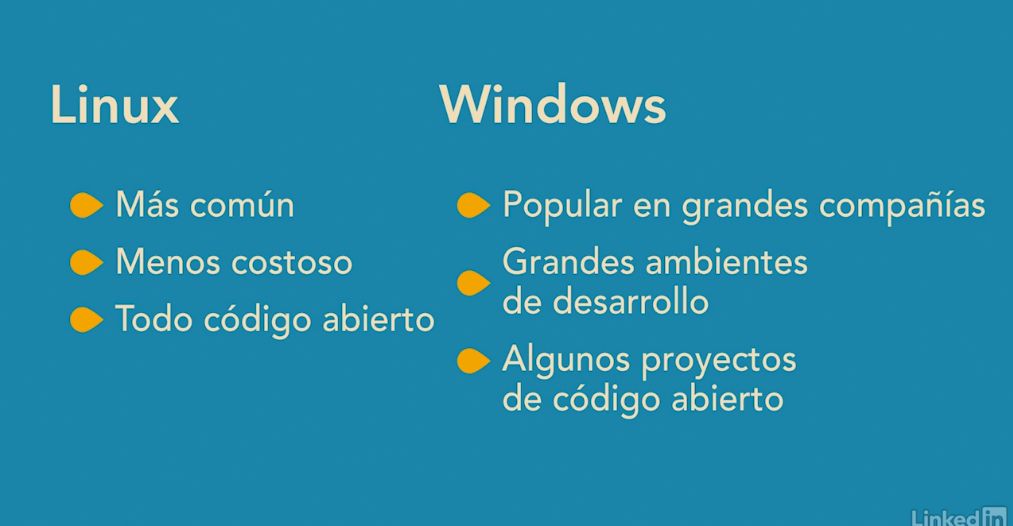 Linux
Más común
Menos costoso
Todo código abierto
Windows
Popular en grandes compañías
Grandes ambientes
de desarrollo
Algunos proyectos
de código abierto
LinkedIn